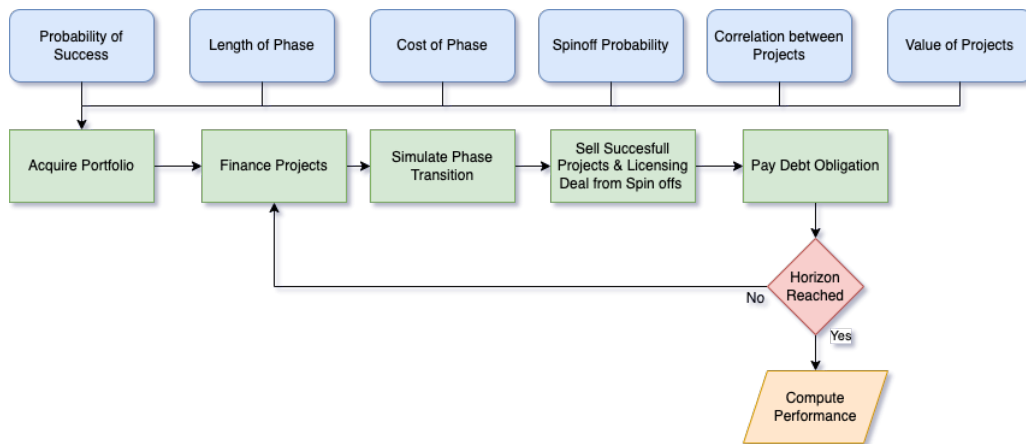 Probability of
Success
Length of Phase
Cost of Phase
Spinoff Probability
Correlation between
Projects
Value of Projects
Acquire Portfolio
Finance Projects
Simulate Phase
Transition
Sell Succesfull
Projects & Licensing
Deal from Spin offs
Pay Debt Obligation
Horizon
Reached
No
Yes
Compute
Performance